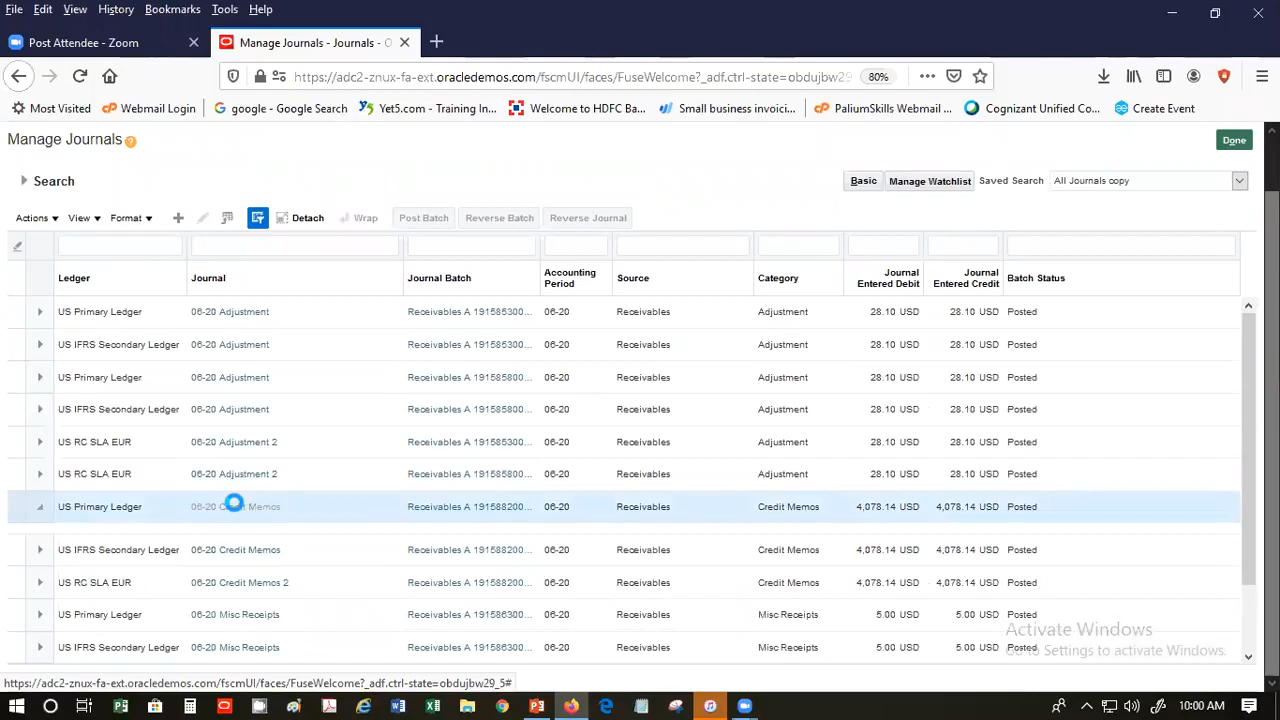 File Edit View History Bookmarks Tools Help
Post Attendee - Zoom
Manage Journals - Journals - O
https://adc2-znux-fa-ext.oracledemos.com/fscmUI/faces/FuseWelcome?_adf.ctrl-state=obdujbw29 80%
Most Visited Webmail Login google - Google Search Yet5.com - Training In... Welcome to HDFC Ba... Small business invoici... PaliumSkills Webmail ... Cognizant Unified Co... Create Event
Manage Journals Done
Search Basic Manage Watchlist Saved Search All Journals copy
Actions View Format Detach Wrap Post Batch Reverse Batch Reverse Journal
Ledger Journal Journal Batch Accounting Period Source Category Journal Entered Debit Journal Entered Credit Batch Status
US Primary Ledger 06-20 Adjustment Receivables A 191585300... 06-20 Receivables Adjustment 28.10 USD 28.10 USD Posted
US IFRS Secondary Ledger 06-20 Adjustment Receivables A 191585300... 06-20 Receivables Adjustment 28.10 USD 28.10 USD Posted
US Primary Ledger 06-20 Adjustment Receivables A 191585800... 06-20 Receivables Adjustment 28.10 USD 28.10 USD Posted
US IFRS Secondary Ledger 06-20 Adjustment Receivables A 191585800... 06-20 Receivables Adjustment 28.10 USD 28.10 USD Posted
US RC SLA EUR 06-20 Adjustment 2 Receivables A 191585300... 06-20 Receivables Adjustment 28.10 USD 28.10 USD Posted
US RC SLA EUR 06-20 Adjustment 2 Receivables A 191585800... 06-20 Receivables Adjustment 28.10 USD 28.10 USD Posted
US Primary Ledger 06-20 Credit Memos Receivables A 191588200... 06-20 Receivables Credit Memos 4,078.14 USD 4,078.14 USD Posted
US IFRS Secondary Ledger 06-20 Credit Memos Receivables A 191588200... 06-20 Receivables Credit Memos 4,078.14 USD 4,078.14 USD Posted
US RC SLA EUR 06-20 Credit Memos 2 Receivables A 191588200... 06-20 Receivables Credit Memos 4,078.14 USD 4,078.14 USD Posted
US Primary Ledger 06-20 Misc Receipts Receivables A 191586300... 06-20 Receivables Misc Receipts 5.00 USD 5.00 USD Posted
US IFRS Secondary Ledger 06-20 Misc Receipts Receivables A 191586300... 06-20 Receivables Misc Receipts 5.00 USD 5.00 USD Posted
Activate Windows
Go to Settings to activate Windows.
https://adc2-znux-fa-ext.oracledemos.com/fscmUI/faces/FuseWelcome?_adf.ctrl-state=obdujbw29_5#
10:00 AM